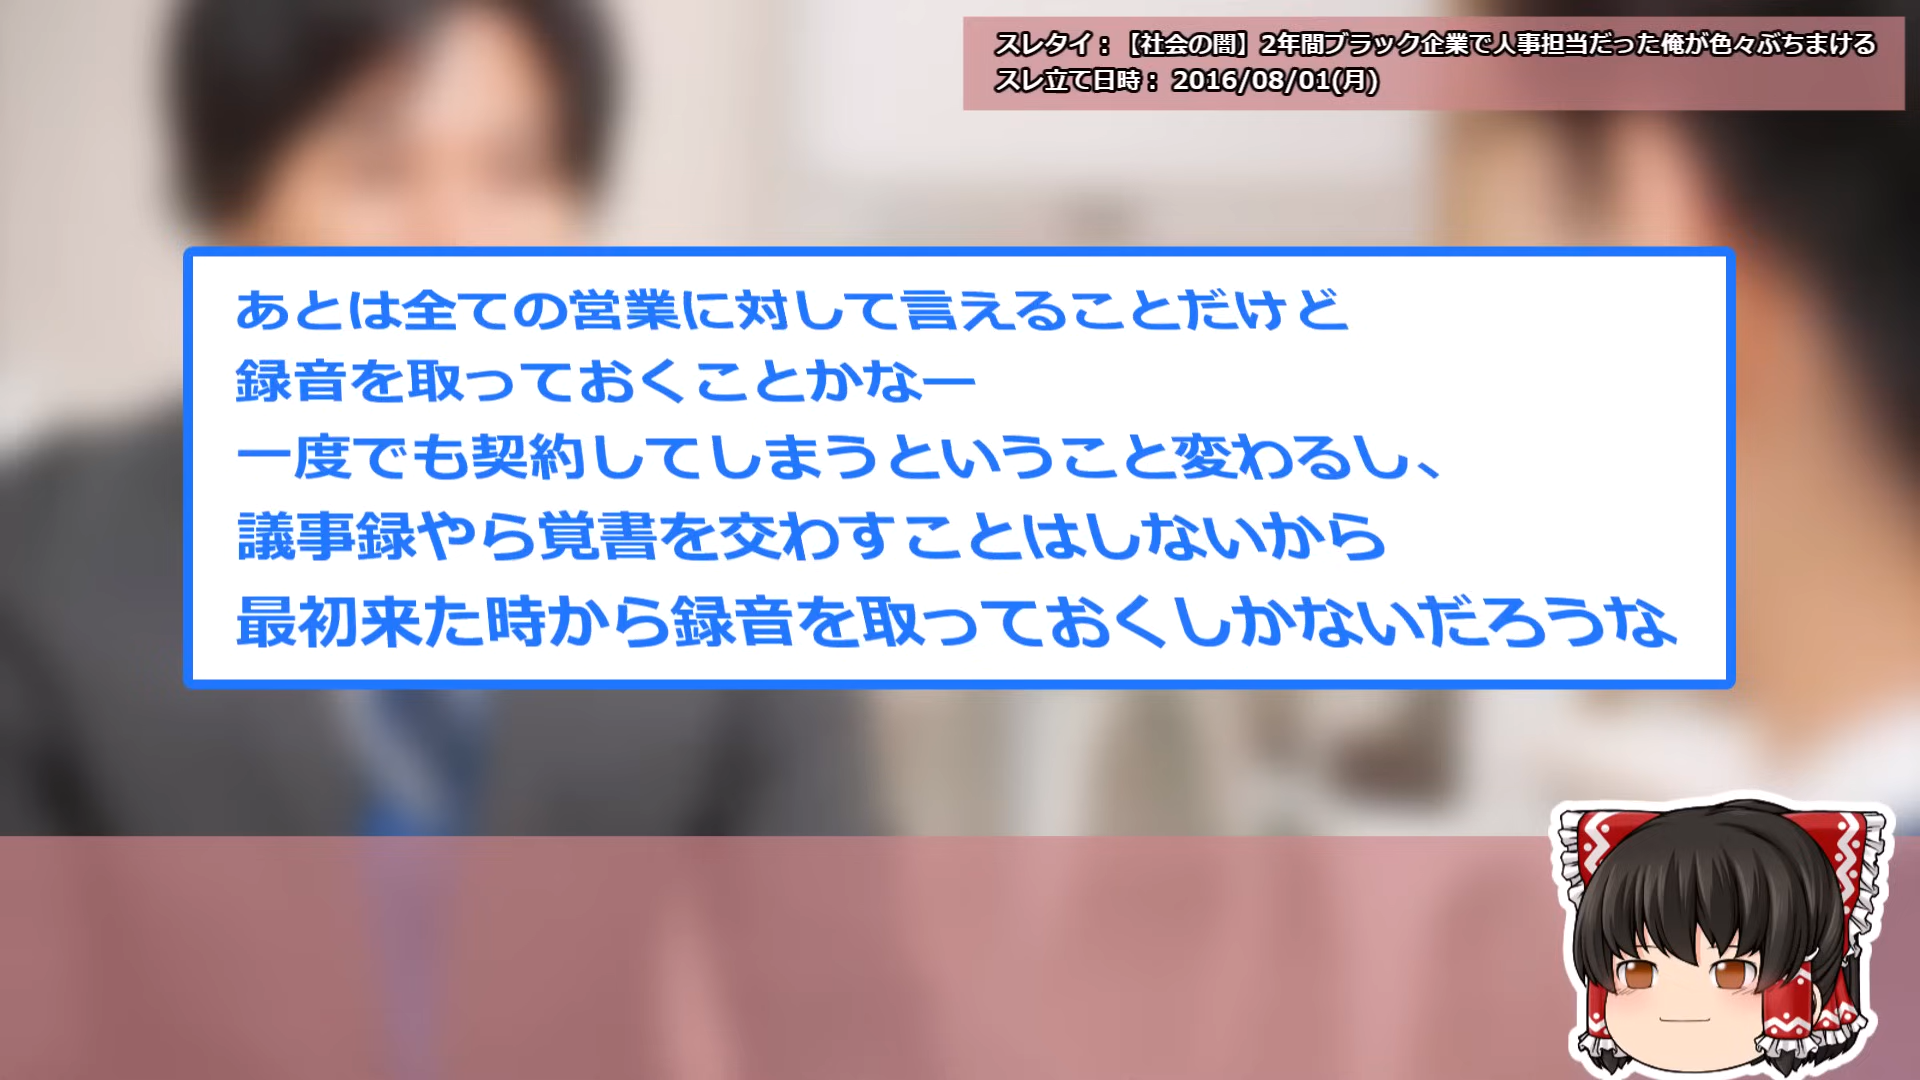 スレタイ：【社会の闇】2年間ブラック企業で人事担当だった俺が色々ぶちまける
スレ立て日時： 2016/08/01(月)
あとは全ての営業に対して言えることだけど
録音を取っておくことかなー
一度でも契約してしまうということ変わるし、
議事録やら覚書を交わすことはしないから
最初来た時から録音を取っておくしかないだろうな